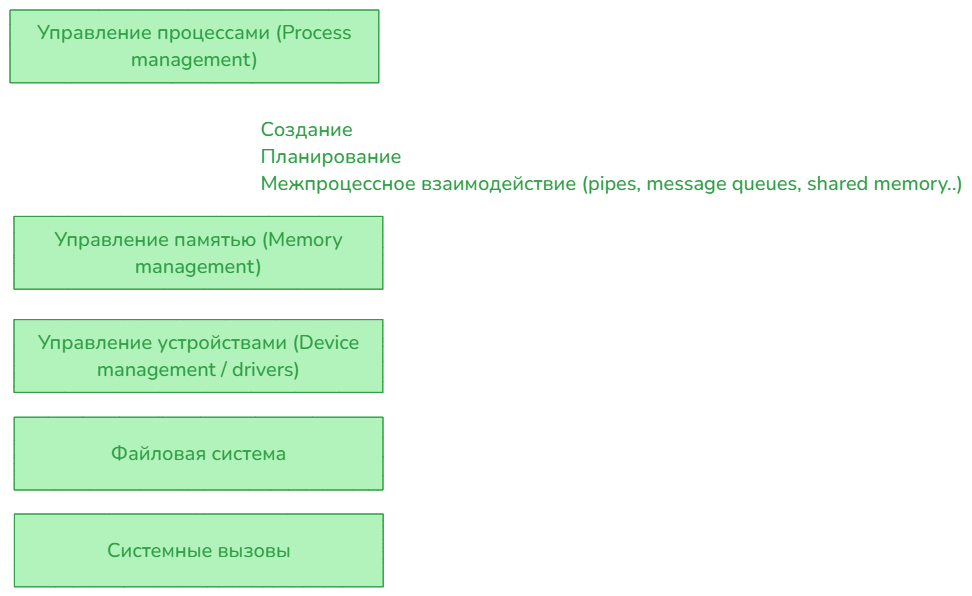 Управление процессами (Process
management)
Создание
Планирование
Межпроцессное взаимодействие (pipes, message queues, shared memory..)
Управление памятью (Memory
management)
Управление устройствами (Device
management / drivers)
Файловая система
Системные вызовы